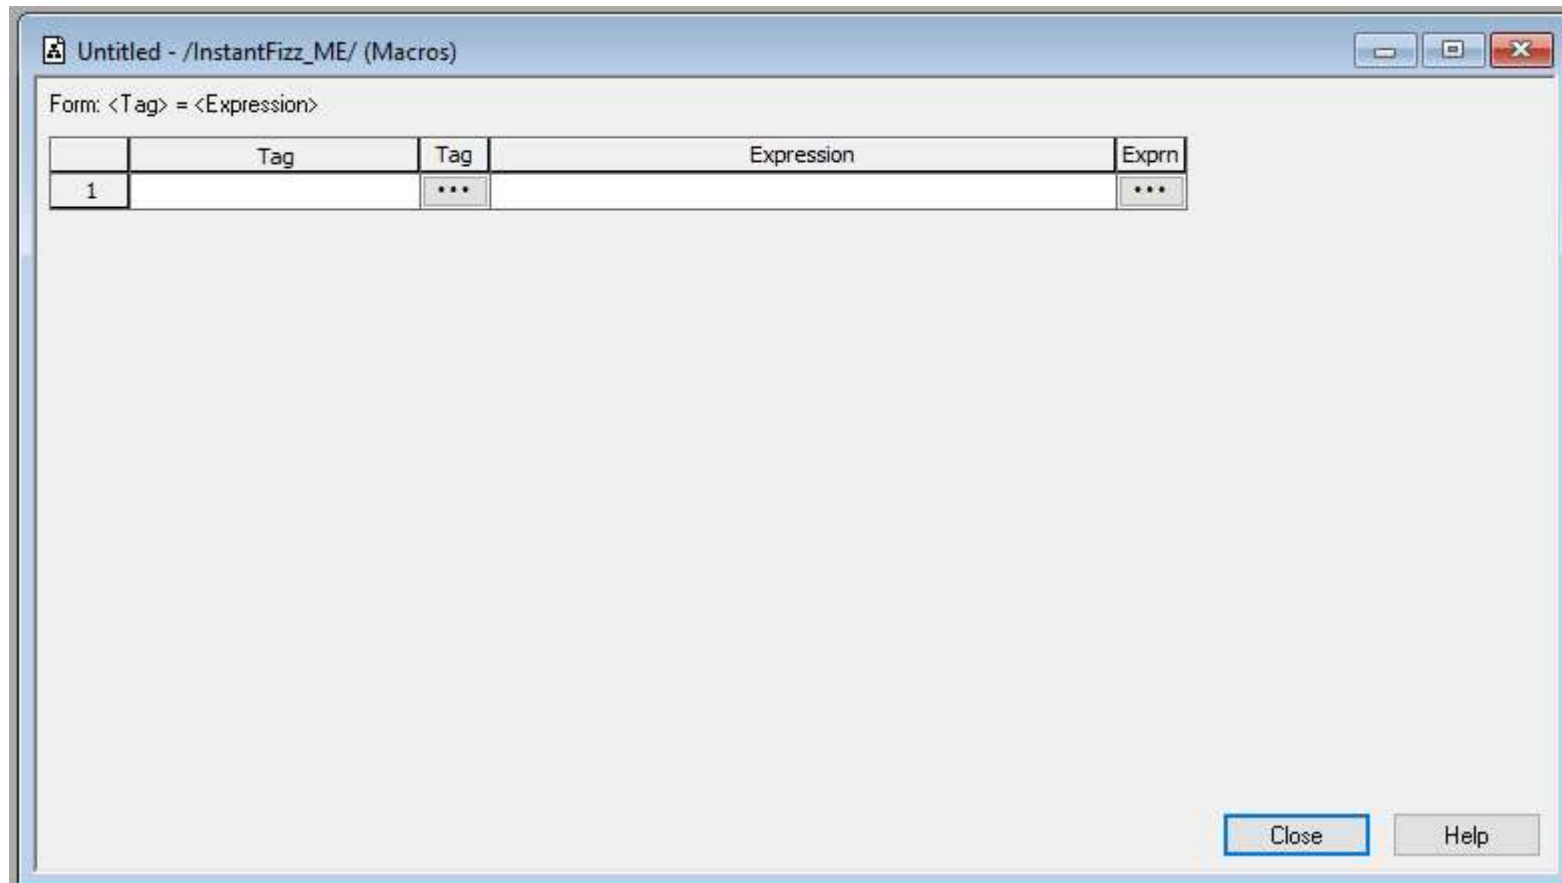 Untitled - /InstantFizz_ME/ (Macros)
Form: <Tag> = <Expression>
Tag Tag Expression Exprn
1 ... ...
Close Help